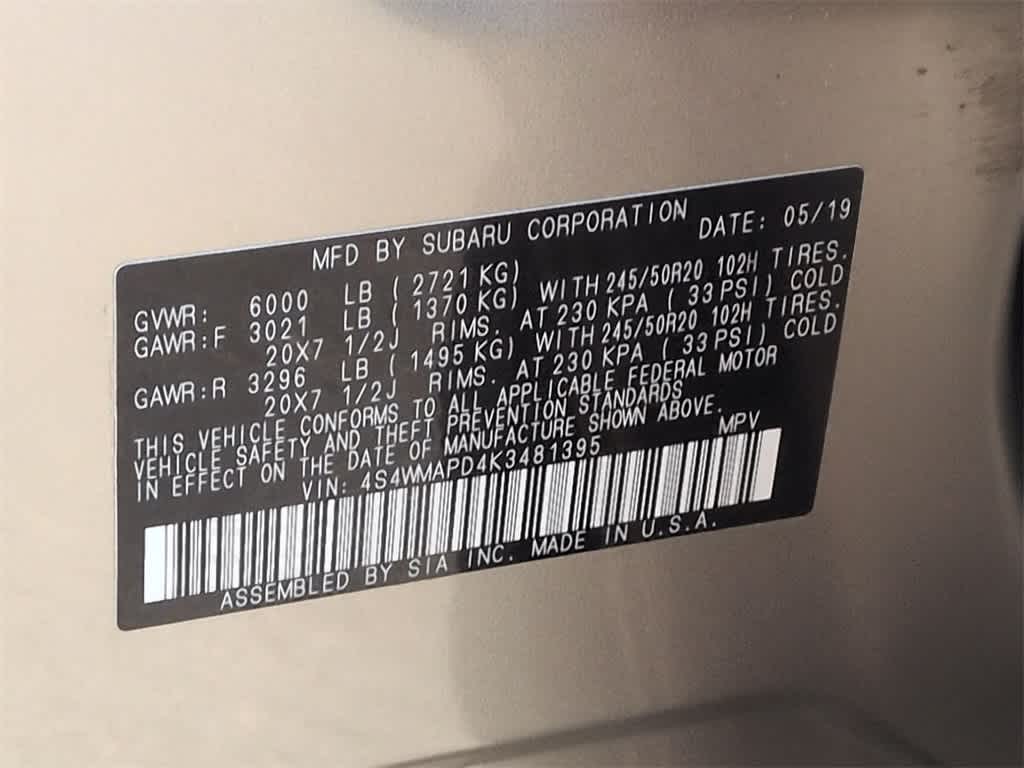 MFD BY SUBARU CORPORATION DATE: 05/19
GVWR: 6000 LB ( 2721 KG)
GAWR:F 3021 LB ( 1370 KG) WITH 245/50R20 102H TIRES.
20X7 1/2J RIMS. AT 230 KPA ( 33 PSI) COLD
GAWR:R 3296 LB ( 1495 KG) WITH 245/50R20 102H TIRES.
20X7 1/2J RIMS. AT 230 KPA ( 33 PSI) COLD
THIS VEHICLE CONFORMS TO ALL APPLICABLE FEDERAL MOTOR
VEHICLE SAFETY AND THEFT PREVENTION STANDARDS
IN EFFECT ON THE DATE OF MANUFACTURE SHOWN ABOVE.
VIN: 4S4WMAPD4K3481395 MPV
ASSEMBLED BY SIA INC. MADE IN U.S.A.